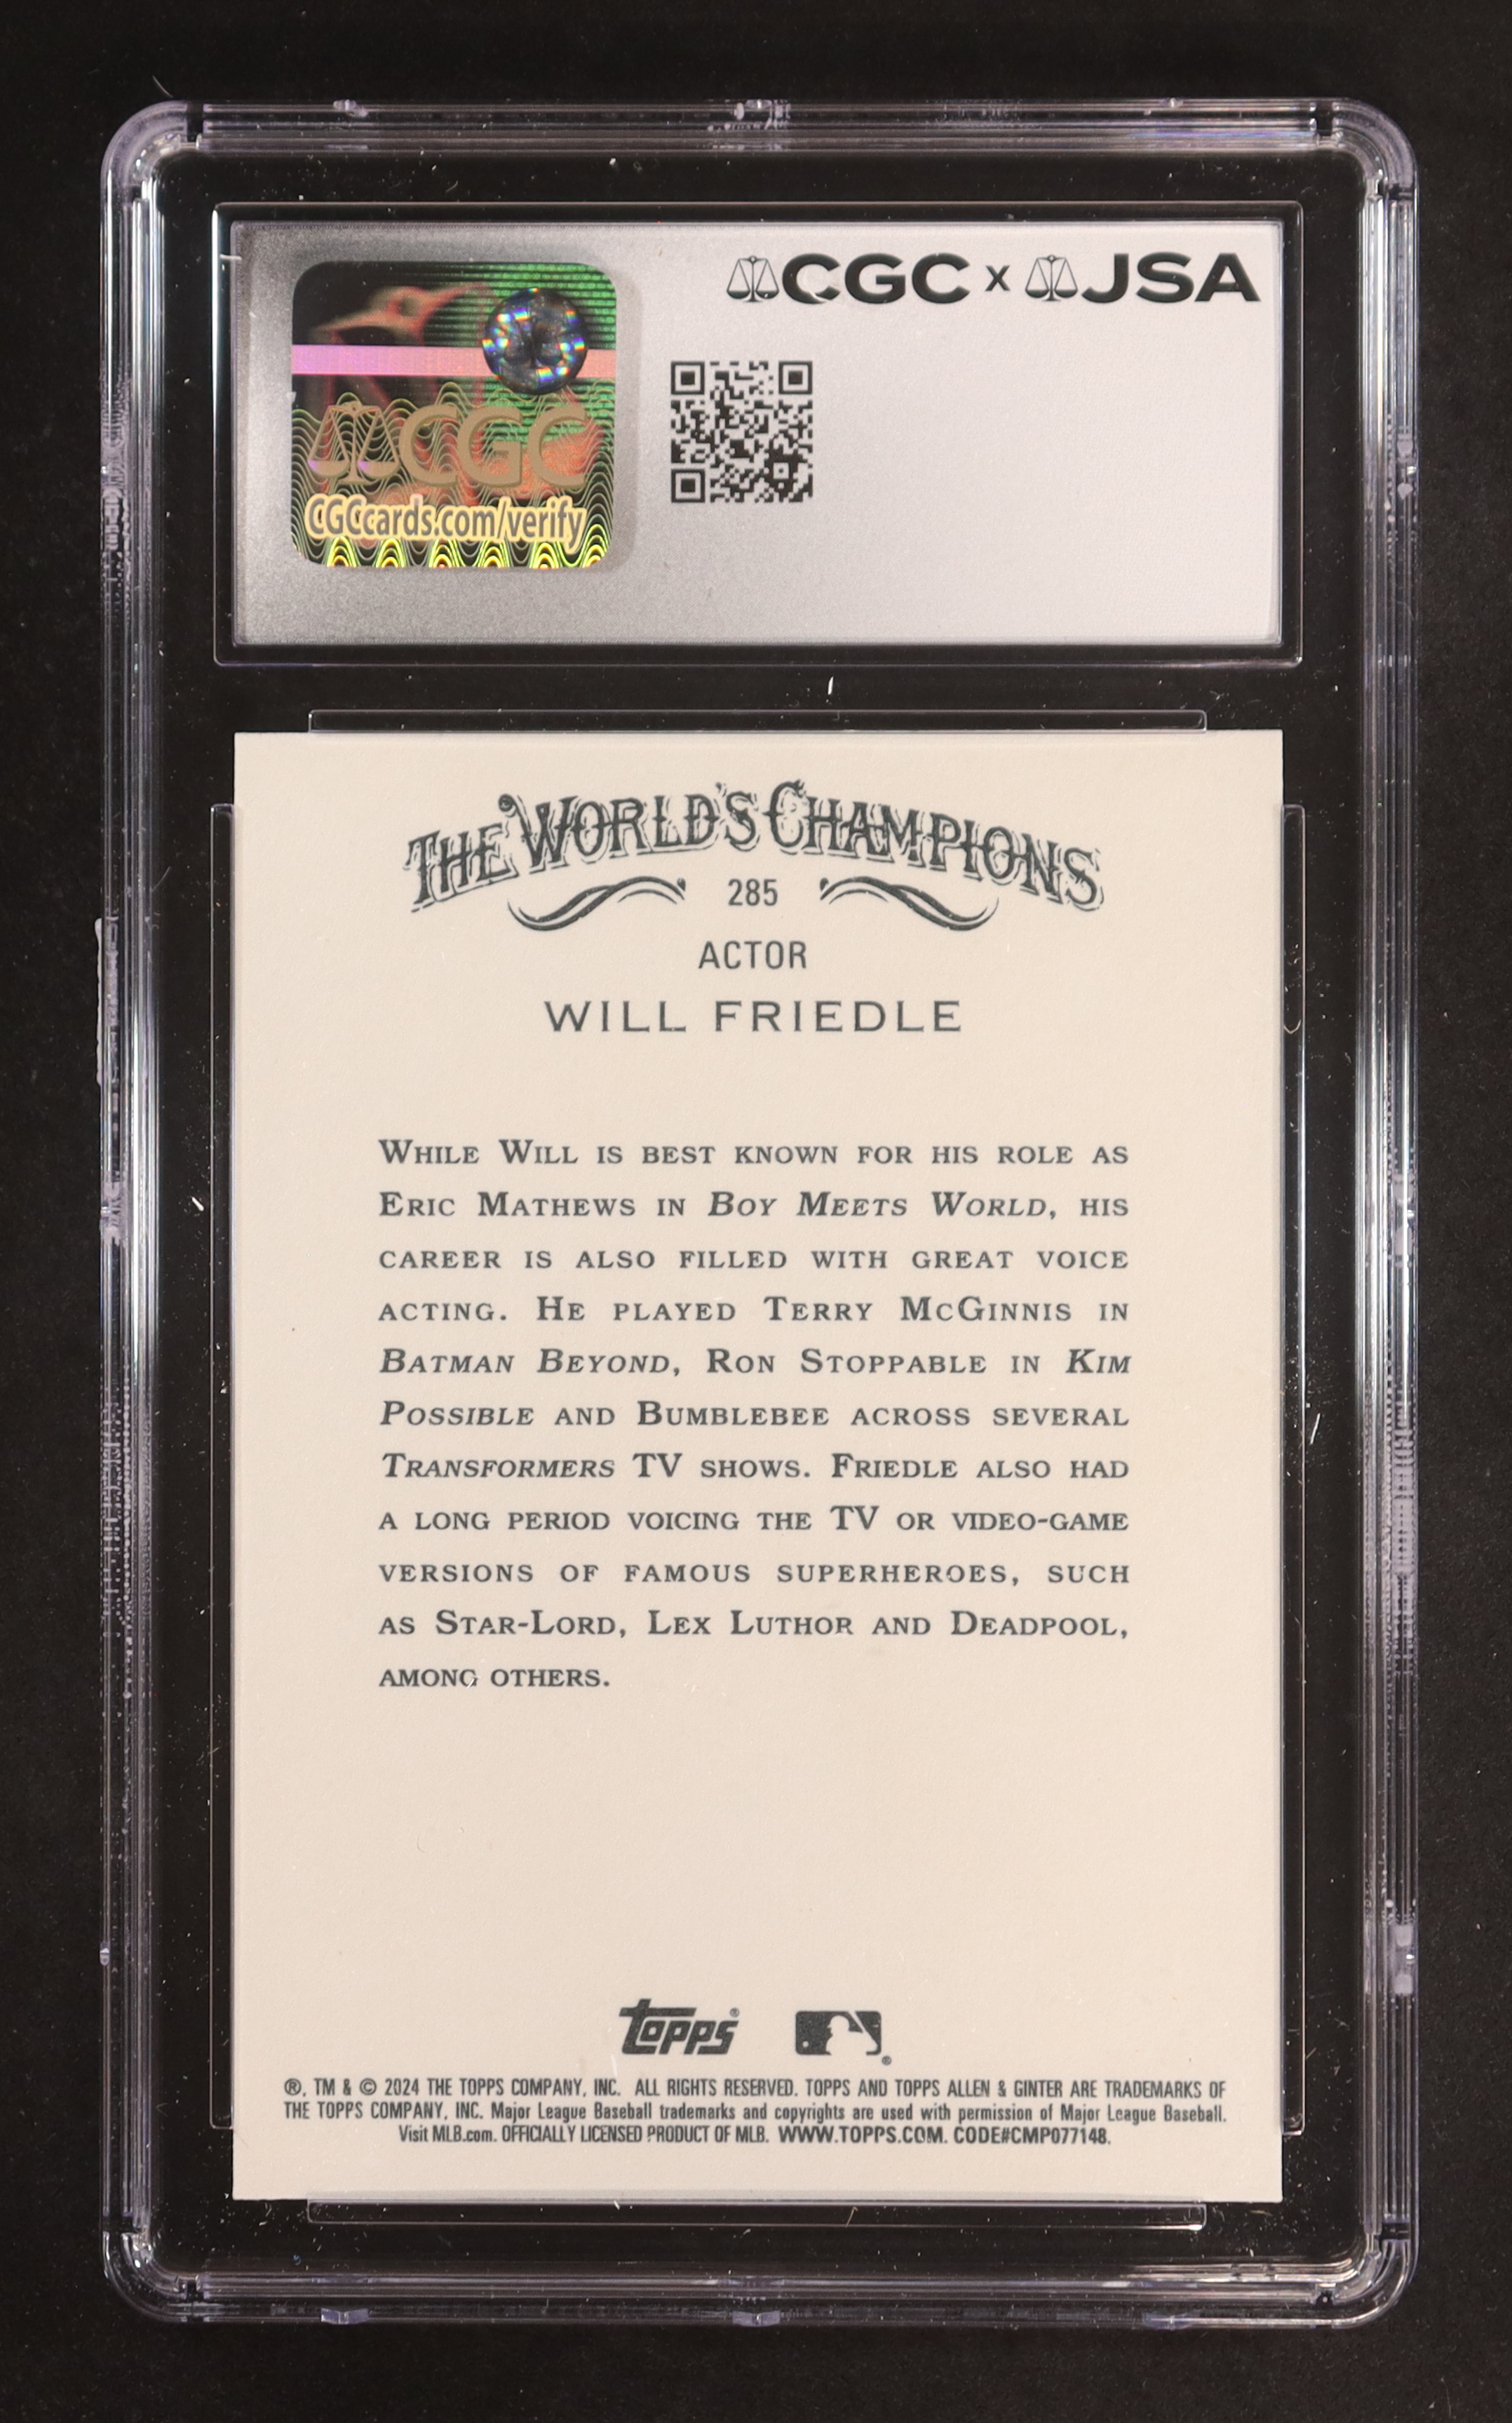 CGC x JSA
CGC
CGCcards.com/verify
THE WORLD'S CHAMPIONS
285
ACTOR
WILL FRIEDLE
WHILE WILL IS BEST KNOWN FOR HIS ROLE AS
ERIC MATHEWS IN BOY MEETS WORLD, HIS
CAREER IS ALSO FILLED WITH GREAT VOICE
ACTING. HE PLAYED TERRY MCGINNIS IN
BATMAN BEYOND, RON STOPPABLE IN KIM
POSSIBLE AND BUMBLEBEE ACROSS SEVERAL
TRANSFORMERS TV SHOWS. FRIEDLE ALSO HAD
A LONG PERIOD VOICING THE TV OR VIDEO-GAME
VERSIONS OF FAMOUS SUPERHEROES, SUCH
AS STAR-LORD, LEX LUTHOR AND DEADPOOL,
AMONG OTHERS.
Topps®
®
®, TM & © 2024 THE TOPPS COMPANY, INC. ALL RIGHTS RESERVED. TOPPS AND TOPPS ALLEN & GINTER ARE TRADEMARKS OF
THE TOPPS COMPANY, INC. Major League Baseball trademarks and copyrights are used with permission of Major League Baseball.
Visit MLB.com. OFFICIALLY LICENSED PRODUCT OF MLB. WWW.TOPPS.COM. CODE#CMP077148.